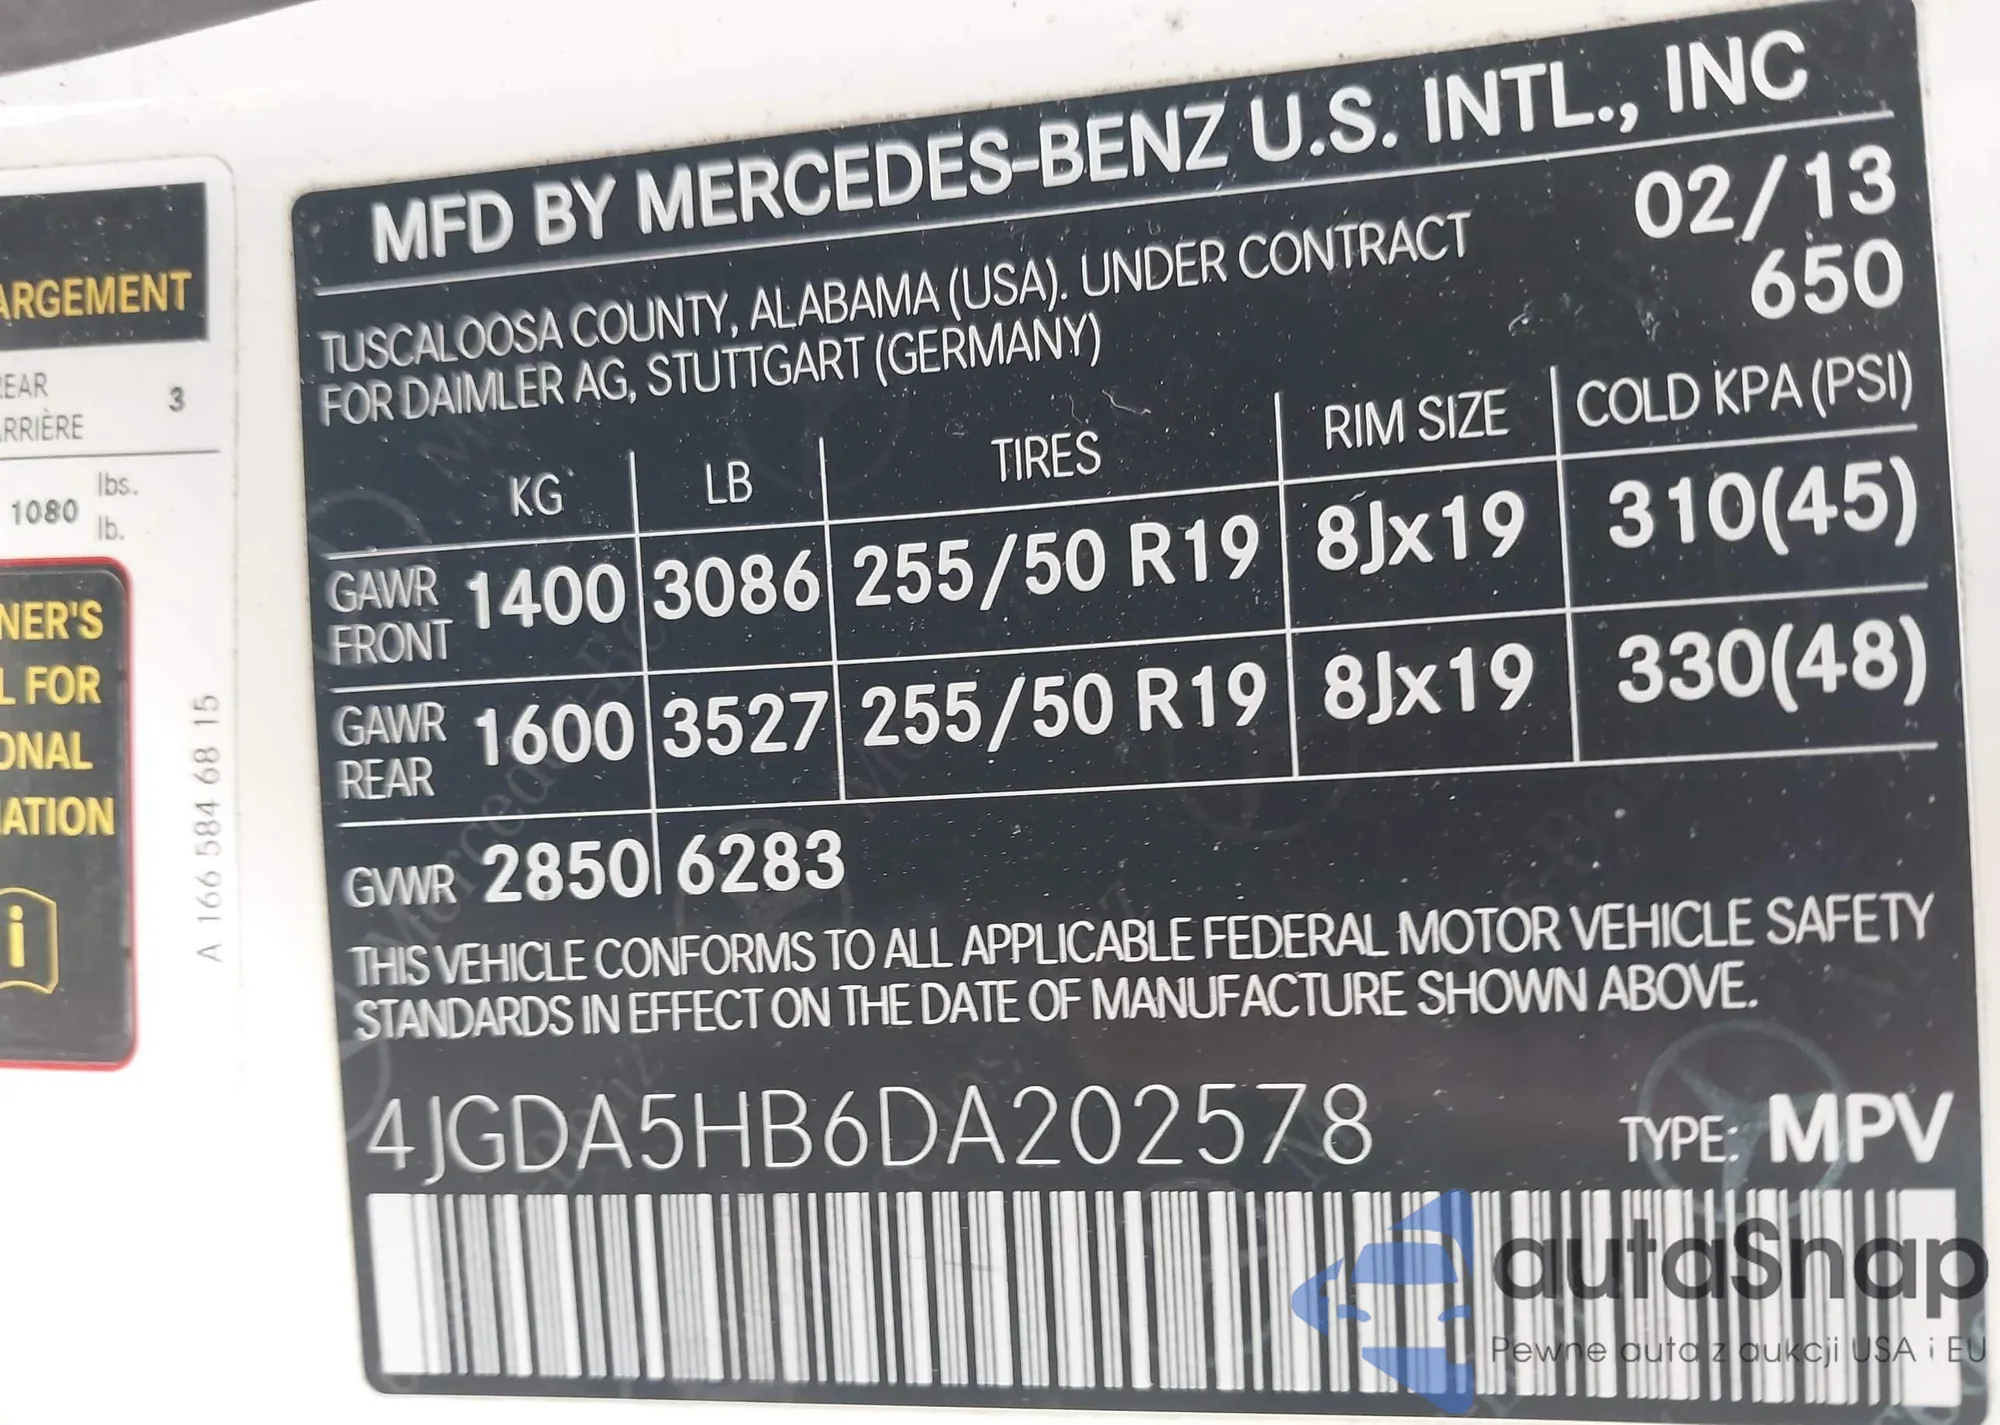 ARGEMENT
REAR
ARRIÈRE
3
1080
lbs.
lb.
NER'S
L FOR
ONAL
MATION
i
A 166 584 68 15
MFD BY MERCEDES-BENZ U.S. INTL., INC
TUSCALOOSA COUNTY, ALABAMA (USA). UNDER CONTRACT
FOR DAIMLER AG, STUTTGART (GERMANY)
02/13
650
KG LB TIRES RIM SIZE COLD KPA (PSI)
GAWR FRONT 1400 3086 255/50 R19 8Jx19 310(45)
GAWR REAR 1600 3527 255/50 R19 8Jx19 330(48)
GVWR 2850 6283
THIS VEHICLE CONFORMS TO ALL APPLICABLE FEDERAL MOTOR VEHICLE SAFETY
STANDARDS IN EFFECT ON THE DATE OF MANUFACTURE SHOWN ABOVE.
4JGDA5HB6DA202578 TYPE: MPV
autaSnap
Pewne auta z aukcji USA i EU